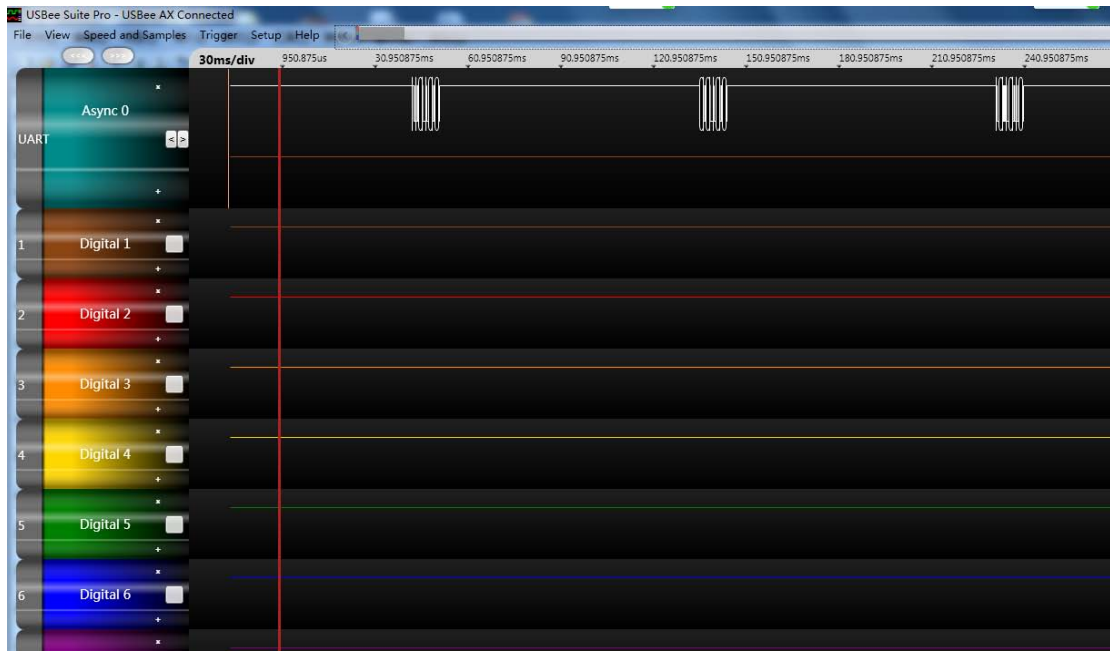 USBee Suite Pro - USBee AX Connected
File View Speed and Samples Trigger Setup Help
30ms/div 950.875us 30.950875ms 60.950875ms 90.950875ms 120.950875ms 150.950875ms 180.950875ms 210.950875ms 240.950875ms
Async 0
UART < >
+
1 Digital 1
+
2 Digital 2
+
3 Digital 3
+
4 Digital 4
+
5 Digital 5
+
6 Digital 6
+